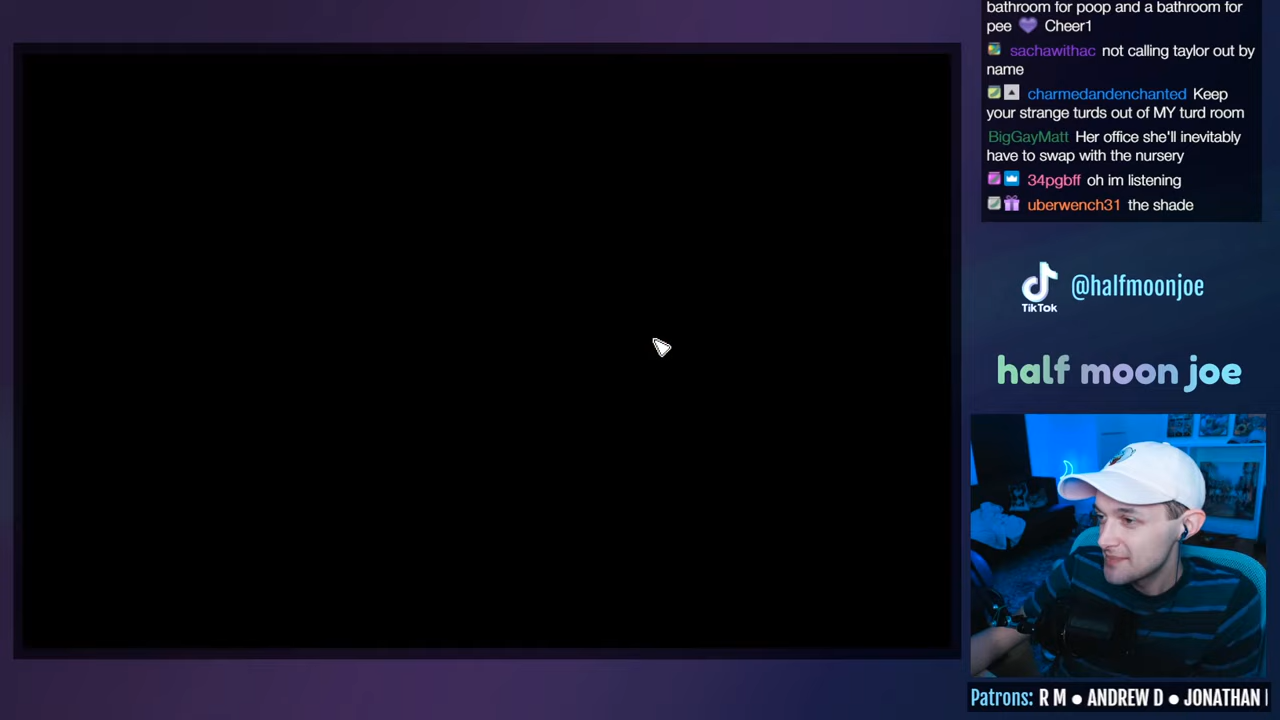 bathroom for poop and a bathroom for
pee Cheer1
sachawithac not calling taylor out by
name
charmedandenchanted Keep
your strange turds out of MY turd room
BigGayMatt Her office she'll inevitably
have to swap with the nursery
34pgbff oh im listening
uberwench31 the shade
TikTok
@halfmoonjoe
half moon joe
Patrons: R M ● ANDREW D ● JONATHAN